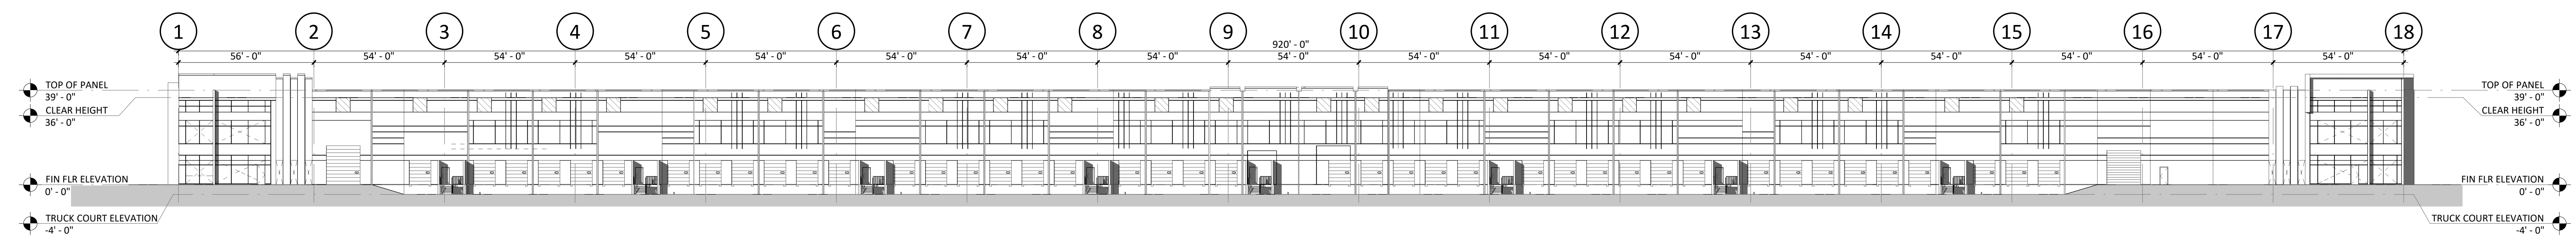 1 2 3 4 5 6 7 8 9 10 11 12 13 14 15 16 17 18
920' - 0"
56' - 0" 54' - 0" 54' - 0" 54' - 0" 54' - 0" 54' - 0" 54' - 0" 54' - 0" 54' - 0" 54' - 0" 54' - 0" 54' - 0" 54' - 0" 54' - 0" 54' - 0" 54' - 0" 54' - 0"
TOP OF PANEL
39' - 0"
CLEAR HEIGHT
36' - 0"
FIN FLR ELEVATION
0' - 0"
TRUCK COURT ELEVATION
-4' - 0"
TOP OF PANEL
39' - 0"
CLEAR HEIGHT
36' - 0"
FIN FLR ELEVATION
0' - 0"
TRUCK COURT ELEVATION
-4' - 0"